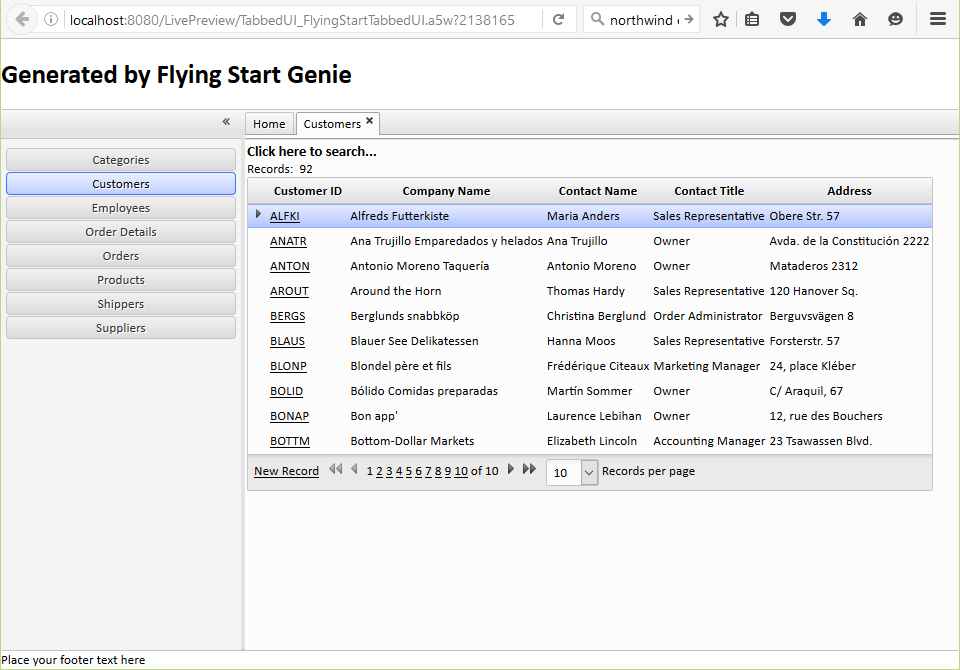 localhost:8080/LivePreview/TabbedUI_FlyingStartTabbedUI.a5w?2138165
northwind
Generated by Flying Start Genie
Home
Customers
Categories
Customers
Employees
Order Details
Orders
Products
Shippers
Suppliers
Click here to search...
Records: 92
Customer ID Company Name Contact Name Contact Title Address
ALFKI Alfreds Futterkiste Maria Anders Sales Representative Obere Str. 57
ANATR Ana Trujillo Emparedados y helados Ana Trujillo Owner Avda. de la Constitución 2222
ANTON Antonio Moreno Taquería Antonio Moreno Owner Mataderos 2312
AROUT Around the Horn Thomas Hardy Sales Representative 120 Hanover Sq.
BERGS Berglunds snabbköp Christina Berglund Order Administrator Berguvsvägen 8
BLAUS Blauer See Delikatessen Hanna Moos Sales Representative Forsterstr. 57
BLONP Blondel père et fils Frédérique Citeaux Marketing Manager 24, place Kléber
BOLID Bólido Comidas preparadas Martín Sommer Owner C/ Araquil, 67
BONAP Bon app' Laurence Lebihan Owner 12, rue des Bouchers
BOTTM Bottom-Dollar Markets Elizabeth Lincoln Accounting Manager 23 Tsawassen Blvd.
New Record 1 2 3 4 5 6 7 8 9 10 of 10 10 Records per page
Place your footer text here